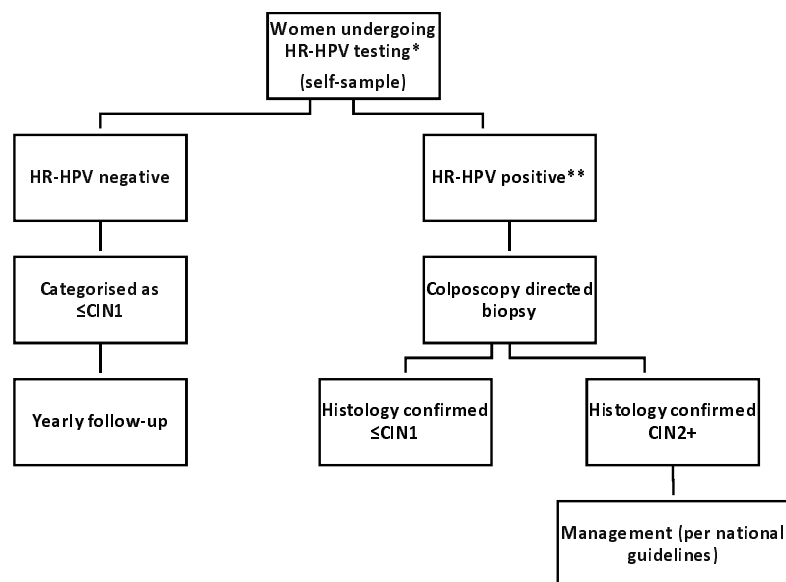 Women undergoing
HR-HPV testing*
(self-sample)
HR-HPV negative
HR-HPV positive**
Categorised as
≤CIN1
Colposcopy directed
biopsy
Yearly follow-up
Histology confirmed
≤CIN1
Histology confirmed
CIN2+
Management (per national
guidelines)